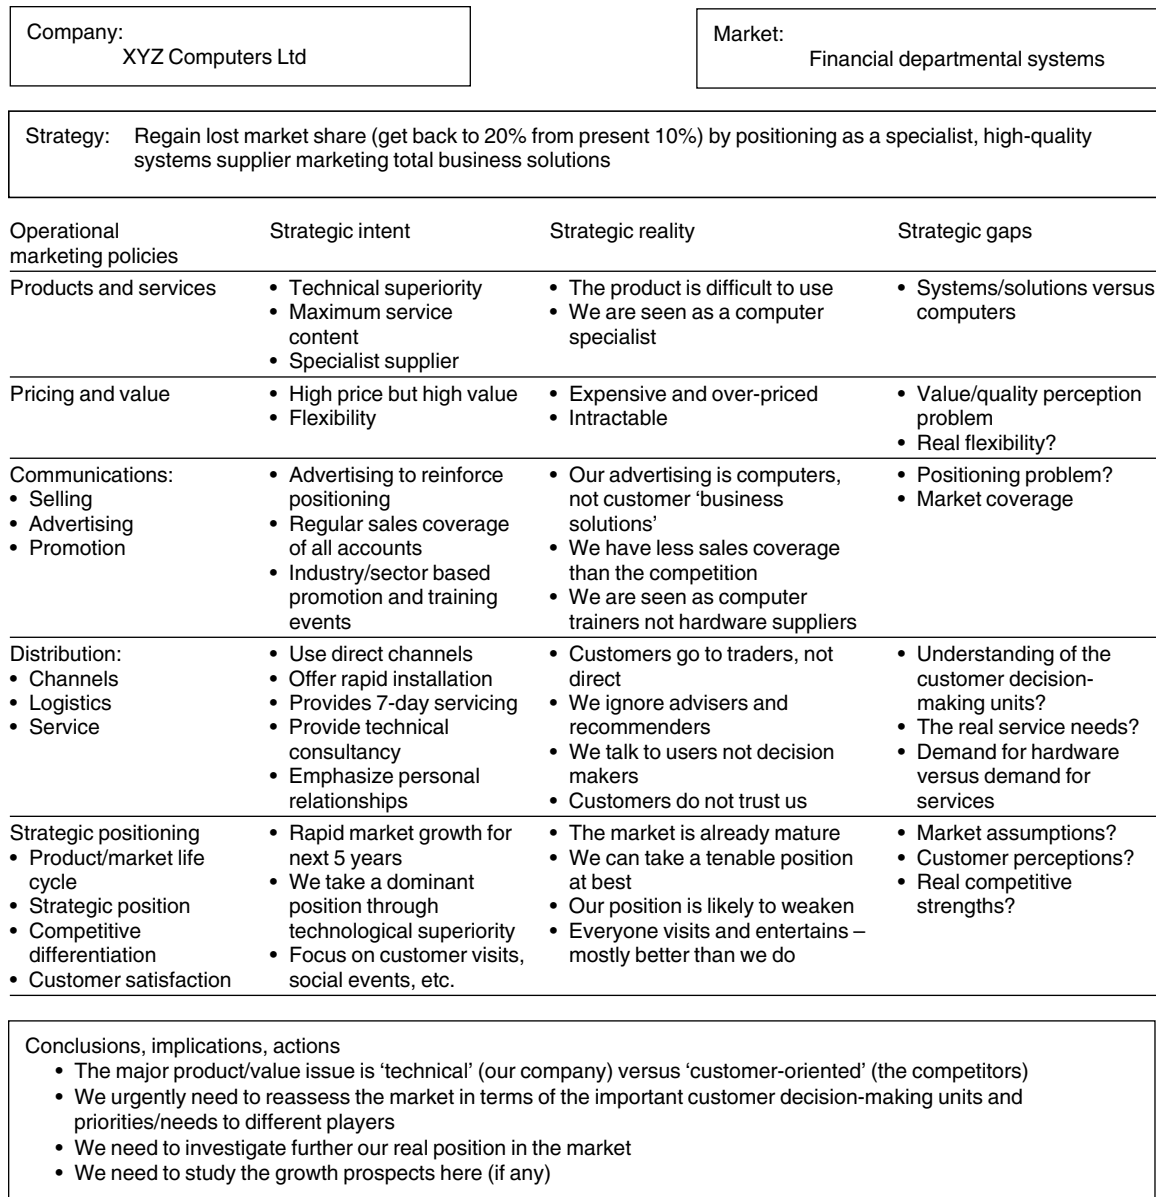 Company:
XYZ Computers Ltd
Market:
Financial departmental systems
Strategy: Regain lost market share (get back to 20% from present 10%) by positioning as a specialist, high-quality
systems supplier marketing total business solutions
Operational
marketing policies
Strategic intent
Strategic reality
Strategic gaps
Products and services
• Technical superiority
• Maximum service
content
• Specialist supplier
• The product is difficult to use
• We are seen as a computer
specialist
• Systems/solutions versus
computers
Pricing and value
• High price but high value
• Flexibility
• Expensive and over-priced
• Intractable
• Value/quality perception
problem
• Real flexibility?
Communications:
• Selling
• Advertising
• Promotion
• Advertising to reinforce
positioning
• Regular sales coverage
of all accounts
• Industry/sector based
promotion and training
events
• Our advertising is computers,
not customer ‘business
solutions’
• We have less sales coverage
than the competition
• We are seen as computer
trainers not hardware suppliers
• Positioning problem?
• Market coverage
Distribution:
• Channels
• Logistics
• Service
• Use direct channels
• Offer rapid installation
• Provides 7-day servicing
• Provide technical
consultancy
• Emphasize personal
relationships
• Customers go to traders, not
direct
• We ignore advisers and
recommenders
• We talk to users not decision
makers
• Customers do not trust us
• Understanding of the
customer decision-
making units?
• The real service needs?
• Demand for hardware
versus demand for
services
Strategic positioning
• Product/market life
cycle
• Strategic position
• Competitive
differentiation
• Customer satisfaction
• Rapid market growth for
next 5 years
• We take a dominant
position through
technological superiority
• Focus on customer visits,
social events, etc.
• The market is already mature
• We can take a tenable position
at best
• Our position is likely to weaken
• Everyone visits and entertains –
mostly better than we do
• Market assumptions?
• Customer perceptions?
• Real competitive
strengths?
Conclusions, implications, actions
• The major product/value issue is ‘technical’ (our company) versus ‘customer-oriented’ (the competitors)
• We urgently need to reassess the market in terms of the important customer decision-making units and
priorities/needs to different players
• We need to investigate further our real position in the market
• We need to study the growth prospects here (if any)